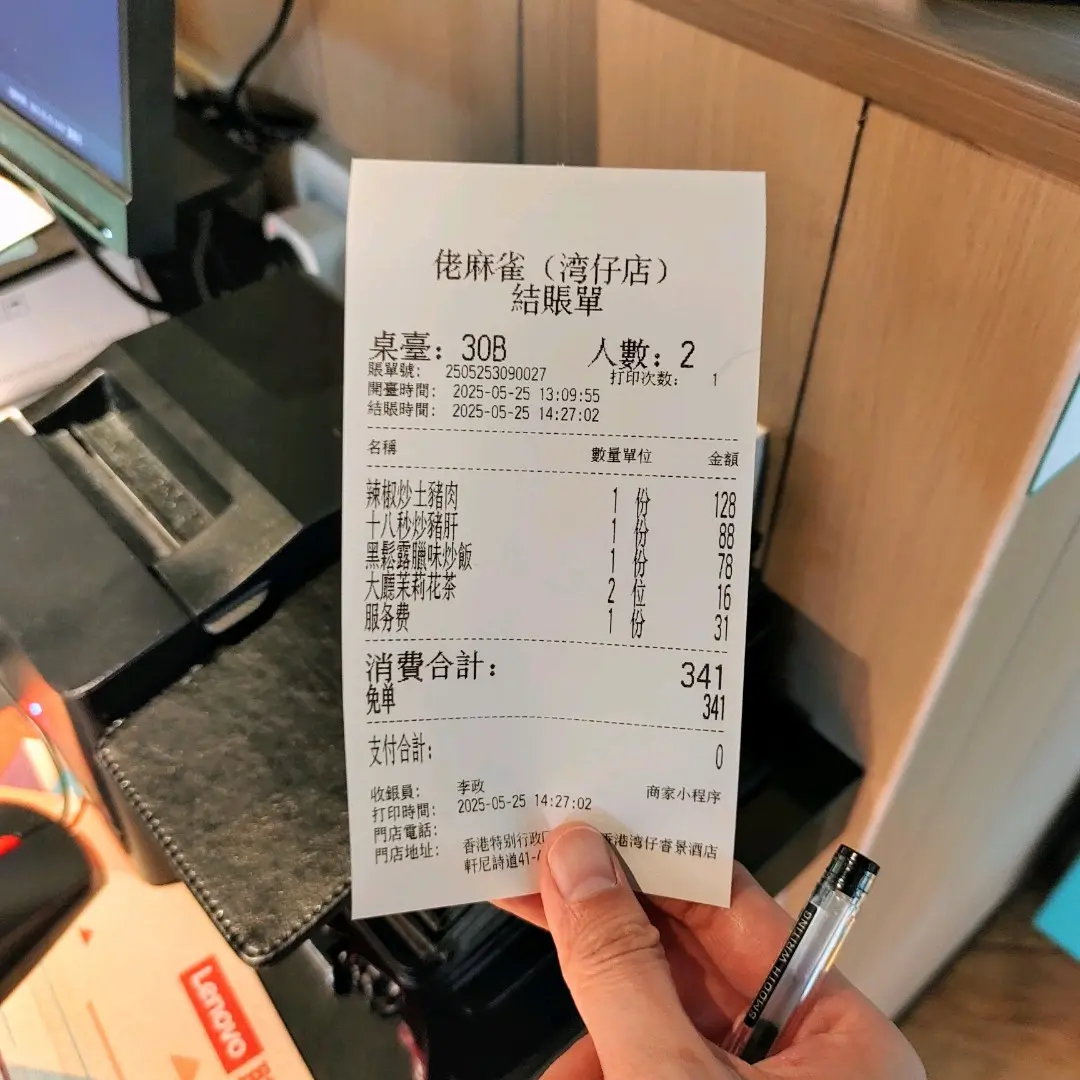 佬麻雀（湾仔店）
結賬單
桌臺：30B 人數：2
賬單號： 2505253090027 打印次數： 1
開臺時間： 2025-05-25 13:09:55
結賬時間： 2025-05-25 14:27:02
名稱 數量單位 金額
辣椒炒土豬肉 1 份 128
十八秒炒豬肝 1 份 88
黑鬆露臘味炒飯 1 份 78
大廳茉莉花茶 2 位 16
服务费 1 份 31
消費合計： 341
免单 341
支付合計： 0
收銀員： 李政 商家小程序
打印時間： 2025-05-25 14:27:02
門店電話：
門店地址： 香港特别行政 香港湾仔睿景酒店
軒尼詩道41-
Lenovo
SMOOTH WRITING